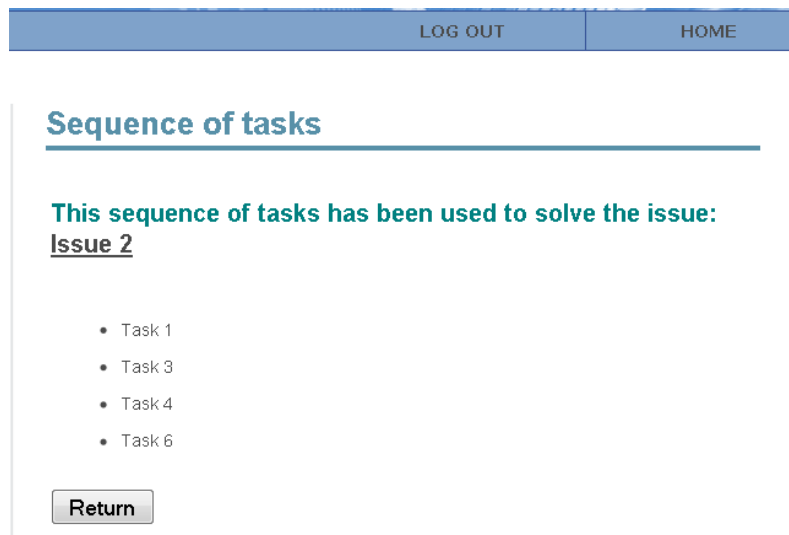 LOG OUT HOME
Sequence of tasks
This sequence of tasks has been used to solve the issue:
Issue 2
Task 1
Task 3
Task 4
Task 6
Return